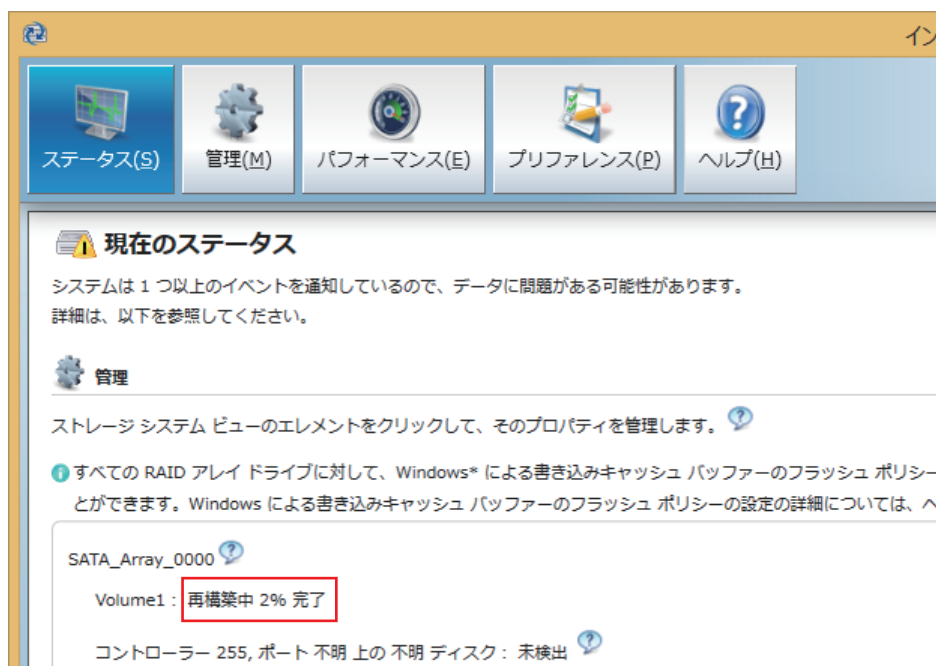 イン
ステータス(S)
管理(M)
パフォーマンス(E)
プリファレンス(P)
ヘルプ(H)
現在のステータス
システムは 1 つ以上のイベントを通知しているので、データに問題がある可能性があります。
詳細は、以下を参照してください。
管理
ストレージ システム ビューのエレメントをクリックして、そのプロパティを管理します。
すべての RAID アレイ ドライブに対して、Windows* による書き込みキャッシュ バッファーのフラッシュ ポリシー
とができます。Windows による書き込みキャッシュ バッファーのフラッシュ ポリシーの設定の詳細については、ヘ
SATA_Array_0000
Volume1 : 再構築中 2% 完了
コントローラー 255, ポート 不明 上の 不明 ディスク : 未検出